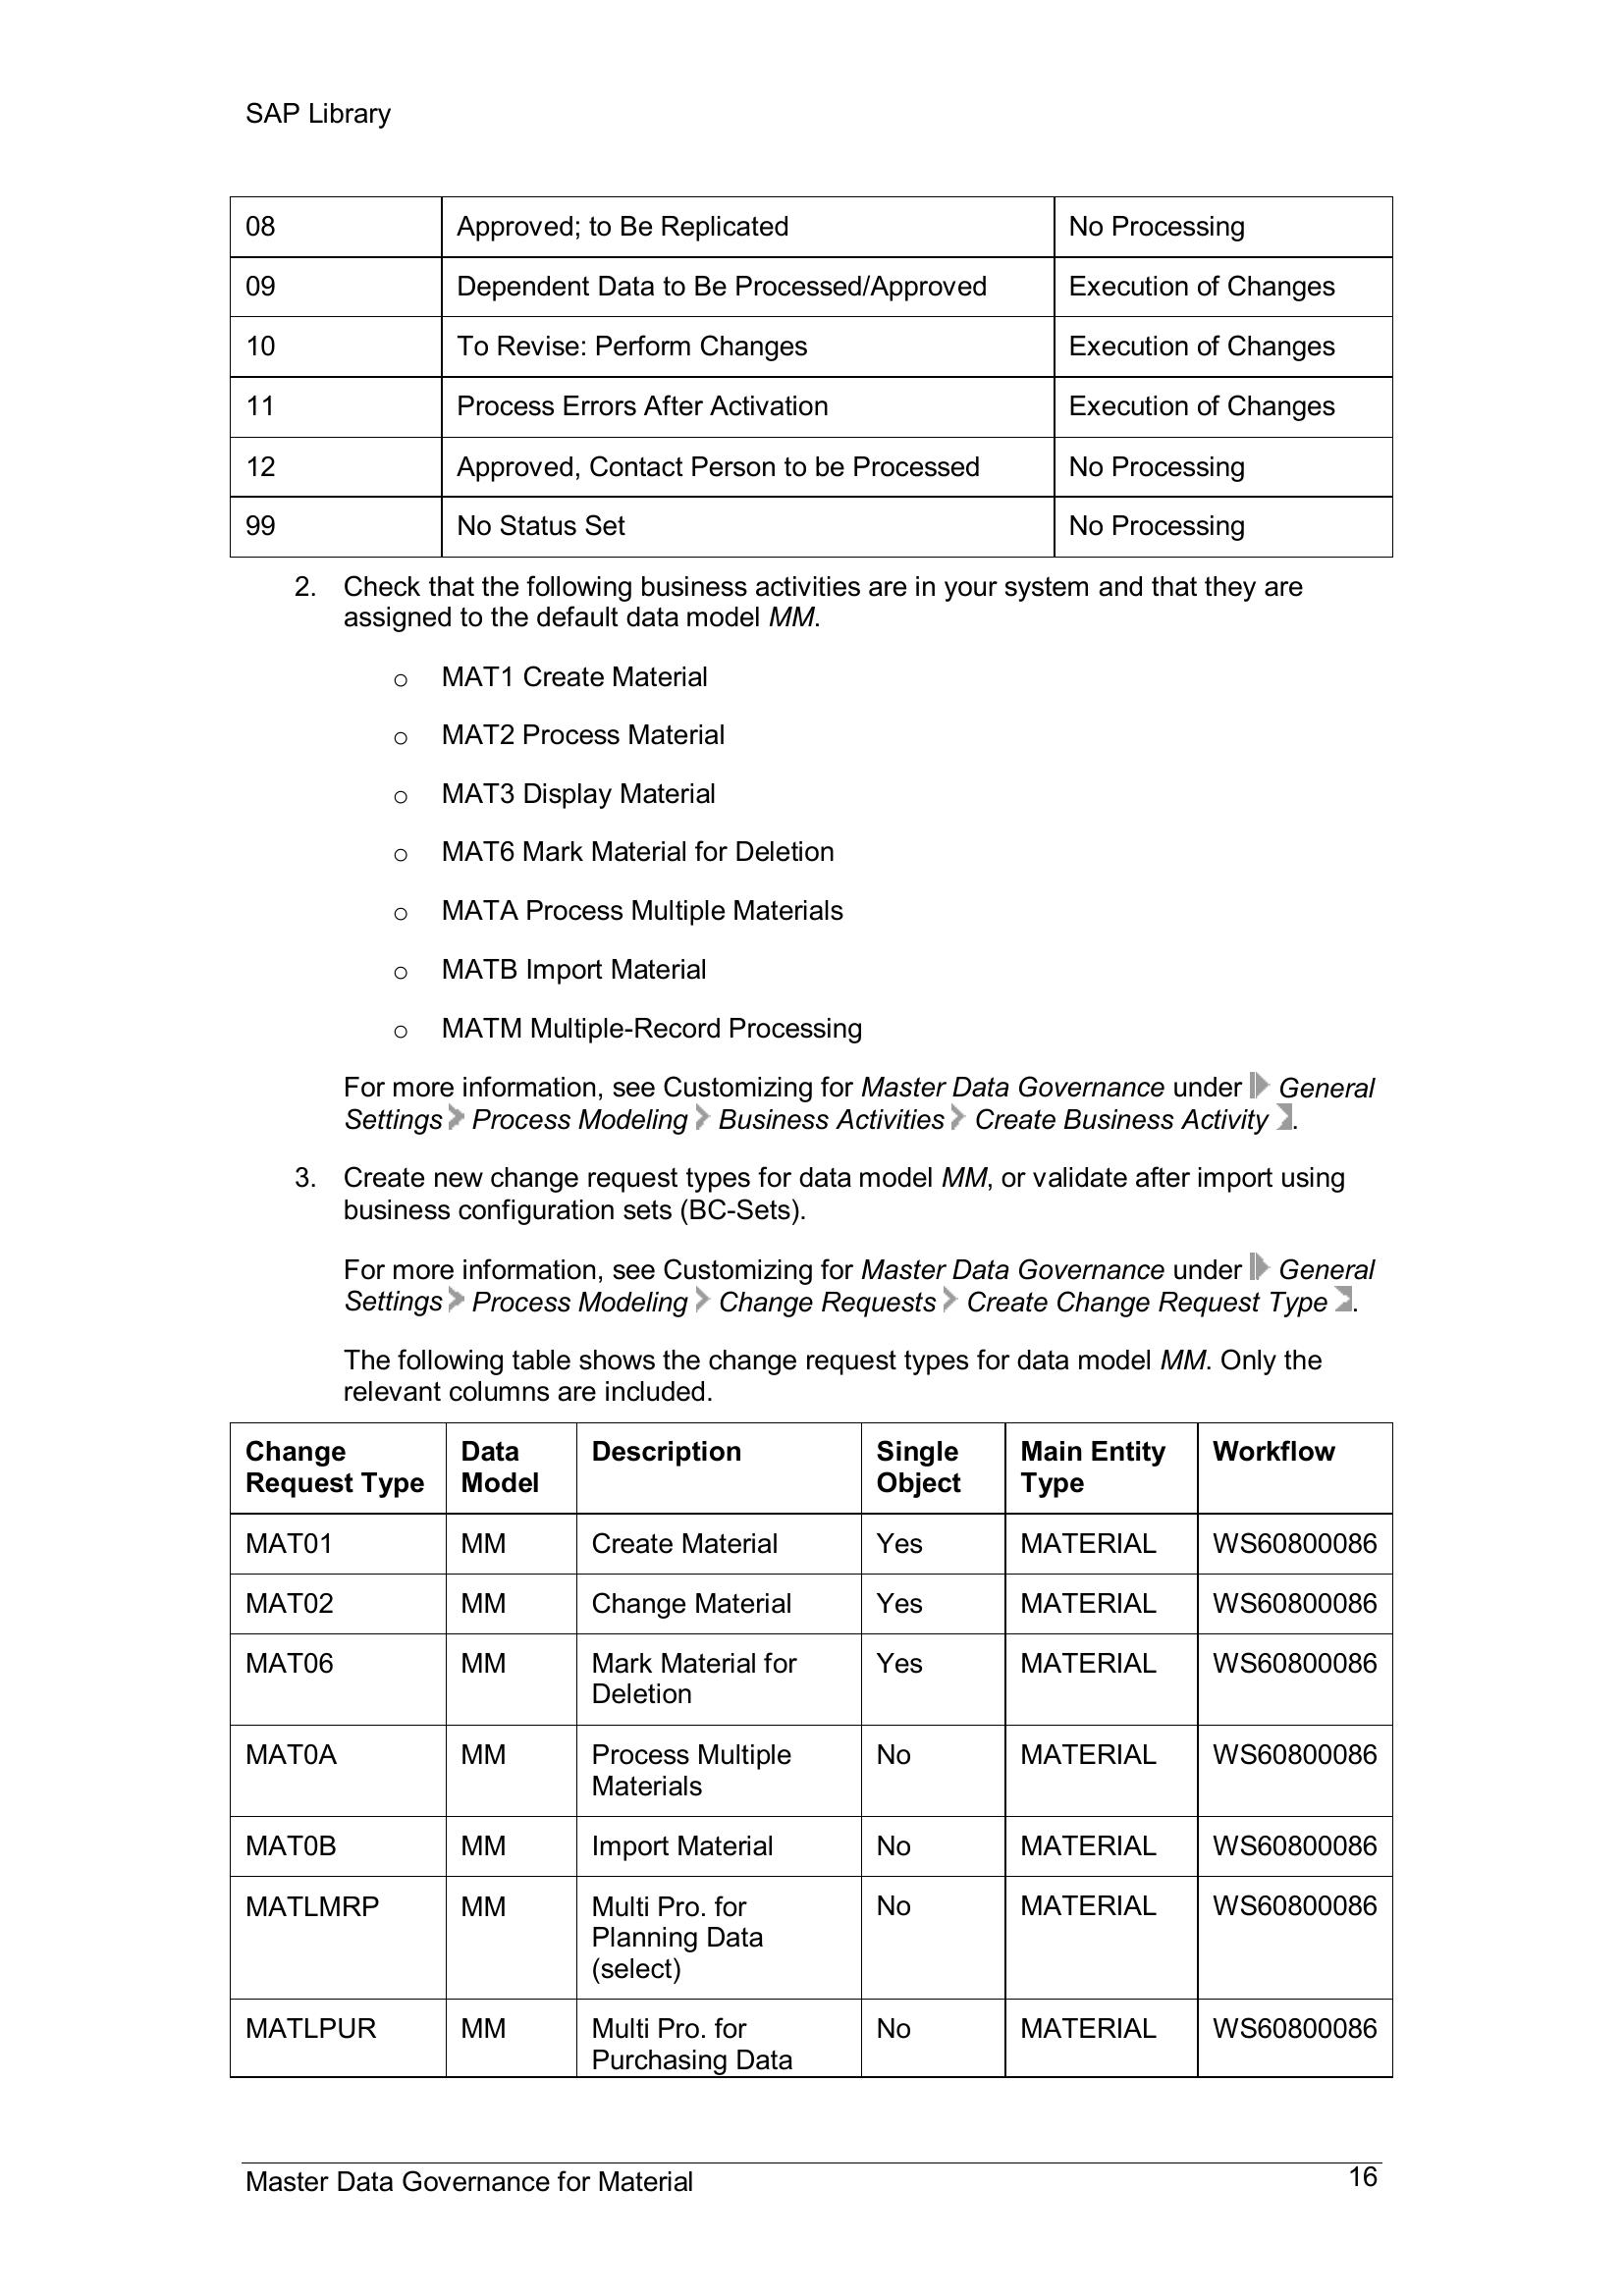 SAP Library
08 Approved; to Be Replicated No Processing
09 Dependent Data to Be Processed/Approved Execution of Changes
10 To Revise: Perform Changes Execution of Changes
11 Process Errors After Activation Execution of Changes
12 Approved, Contact Person to be Processed No Processing
99 No Status Set No Processing
2. Check that the following business activities are in your system and that they are
assigned to the default data model MM.
o MAT1 Create Material
o MAT2 Process Material
o MAT3 Display Material
o MAT6 Mark Material for Deletion
o MATA Process Multiple Materials
o MATB Import Material
o MATM Multiple-Record Processing
For more information, see Customizing for Master Data Governance under General
Settings Process Modeling Business Activities Create Business Activity .
3. Create new change request types for data model MM, or validate after import using
business configuration sets (BC-Sets).
For more information, see Customizing for Master Data Governance under General
Settings Process Modeling Change Requests Create Change Request Type .
The following table shows the change request types for data model MM. Only the
relevant columns are included.
Change Data Description Single Main Entity Workflow
Request Type Model Object Type
MAT01 MM Create Material Yes MATERIAL WS60800086
MAT02 MM Change Material Yes MATERIAL WS60800086
MAT06 MM Mark Material for Yes MATERIAL WS60800086
Deletion
MAT0A MM Process Multiple No MATERIAL WS60800086
Materials
MAT0B MM Import Material No MATERIAL WS60800086
MATLMRP MM Multi Pro. for No MATERIAL WS60800086
Planning Data
(select)
MATLPUR MM Multi Pro. for No MATERIAL WS60800086
Purchasing Data
Master Data Governance for Material 16